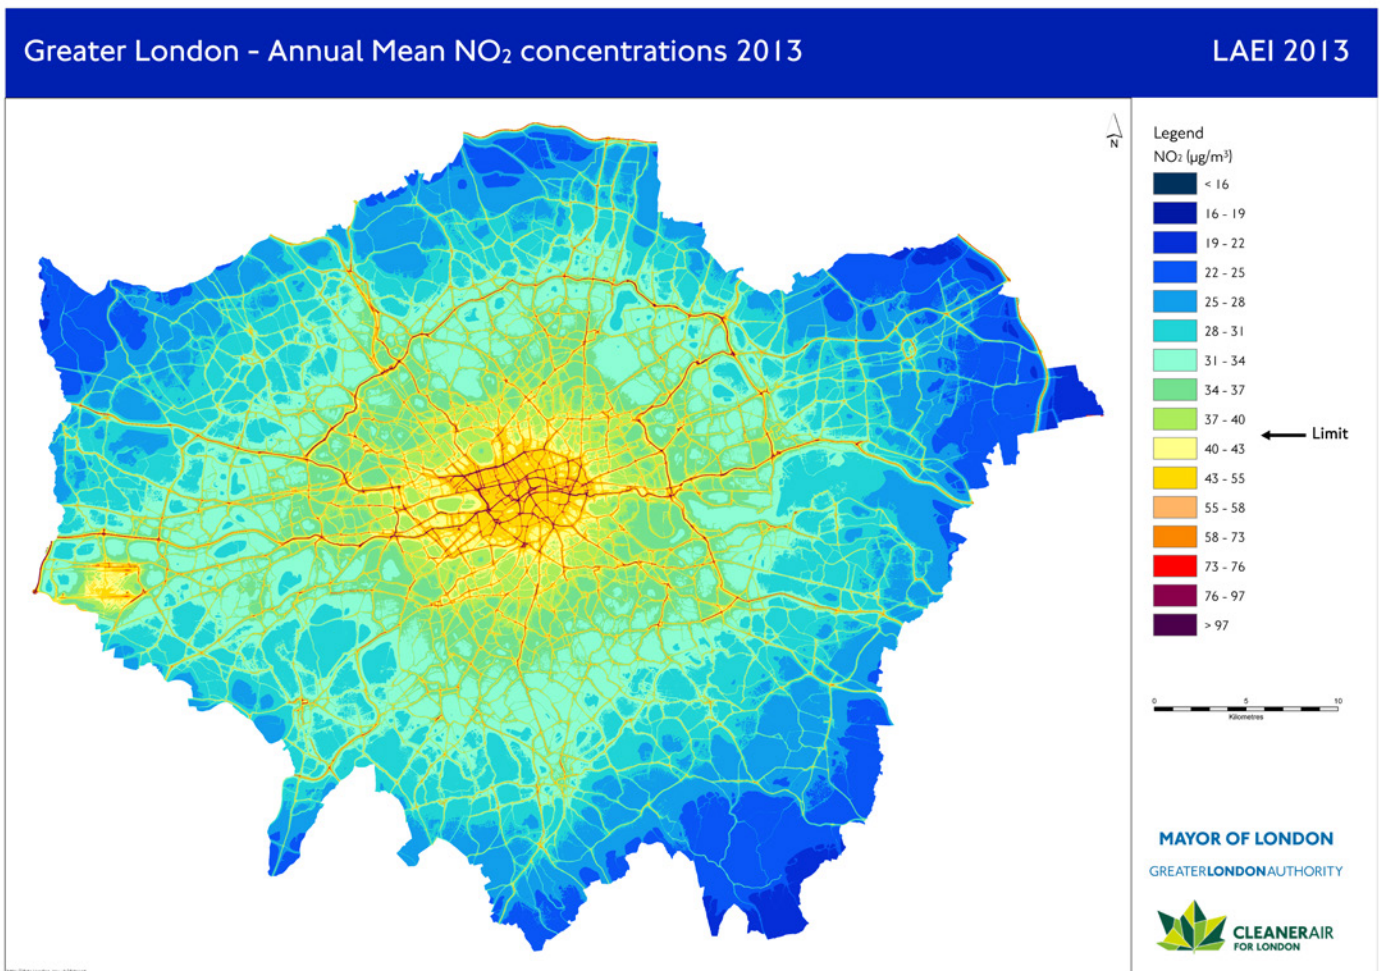 Greater London - Annual Mean NO₂ concentrations 2013
LAEI 2013
N
Legend
NO₂ (µg/m³)
< 16
16 - 19
19 - 22
22 - 25
25 - 28
28 - 31
31 - 34
34 - 37
37 - 40
40 - 43
43 - 55
55 - 58
58 - 73
73 - 76
76 - 97
> 97
Limit
0 5 10
Kilometres
MAYOR OF LONDON
GREATERLONDONAUTHORITY
CLEANERAIR
FOR LONDON